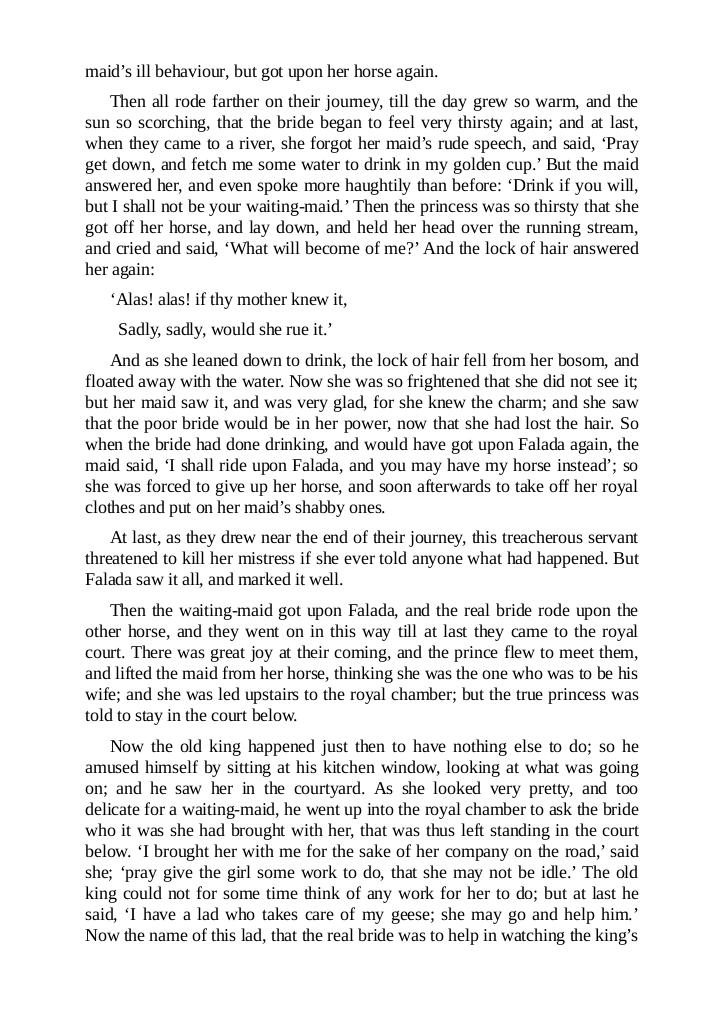 maid’s ill behaviour, but got upon her horse again.
Then all rode farther on their journey, till the day grew so warm, and the
sun so scorching, that the bride began to feel very thirsty again; and at last,
when they came to a river, she forgot her maid’s rude speech, and said, ‘Pray
get down, and fetch me some water to drink in my golden cup.’ But the maid
answered her, and even spoke more haughtily than before: ‘Drink if you will,
but I shall not be your waiting-maid.’ Then the princess was so thirsty that she
got off her horse, and lay down, and held her head over the running stream,
and cried and said, ‘What will become of me?’ And the lock of hair answered
her again:
‘Alas! alas! if thy mother knew it,
Sadly, sadly, would she rue it.’
And as she leaned down to drink, the lock of hair fell from her bosom, and
floated away with the water. Now she was so frightened that she did not see it;
but her maid saw it, and was very glad, for she knew the charm; and she saw
that the poor bride would be in her power, now that she had lost the hair. So
when the bride had done drinking, and would have got upon Falada again, the
maid said, ‘I shall ride upon Falada, and you may have my horse instead’; so
she was forced to give up her horse, and soon afterwards to take off her royal
clothes and put on her maid’s shabby ones.
At last, as they drew near the end of their journey, this treacherous servant
threatened to kill her mistress if she ever told anyone what had happened. But
Falada saw it all, and marked it well.
Then the waiting-maid got upon Falada, and the real bride rode upon the
other horse, and they went on in this way till at last they came to the royal
court. There was great joy at their coming, and the prince flew to meet them,
and lifted the maid from her horse, thinking she was the one who was to be his
wife; and she was led upstairs to the royal chamber; but the true princess was
told to stay in the court below.
Now the old king happened just then to have nothing else to do; so he
amused himself by sitting at his kitchen window, looking at what was going
on; and he saw her in the courtyard. As she looked very pretty, and too
delicate for a waiting-maid, he went up into the royal chamber to ask the bride
who it was she had brought with her, that was thus left standing in the court
below. ‘I brought her with me for the sake of her company on the road,’ said
she; ‘pray give the girl some work to do, that she may not be idle.’ The old
king could not for some time think of any work for her to do; but at last he
said, ‘I have a lad who takes care of my geese; she may go and help him.’
Now the name of this lad, that the real bride was to help in watching the king’s